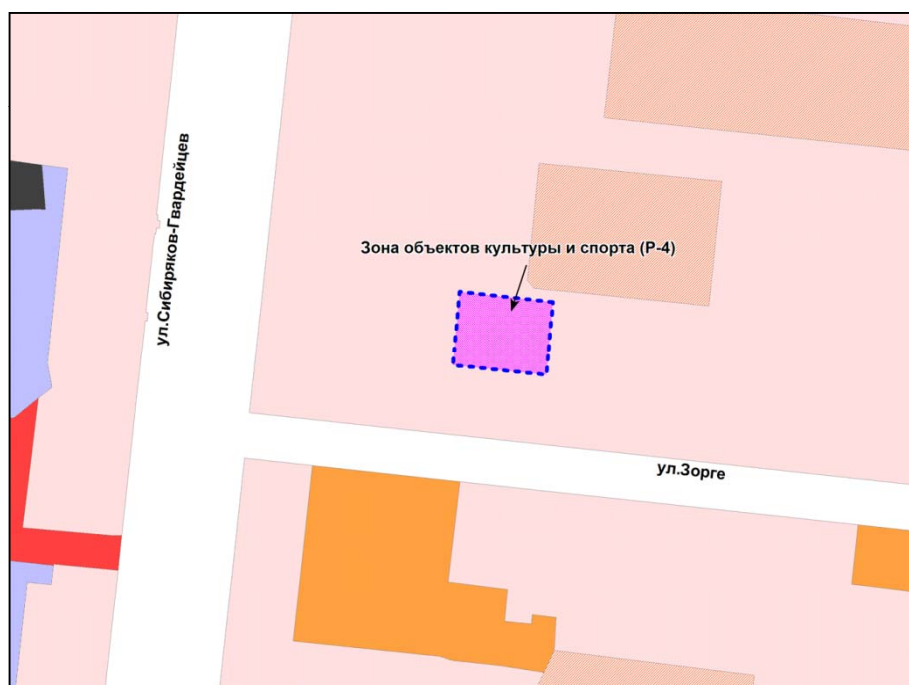 ул.Сибиряков-Гвардейцев
Зона объектов культуры и спорта (Р-4)
ул.Зорге